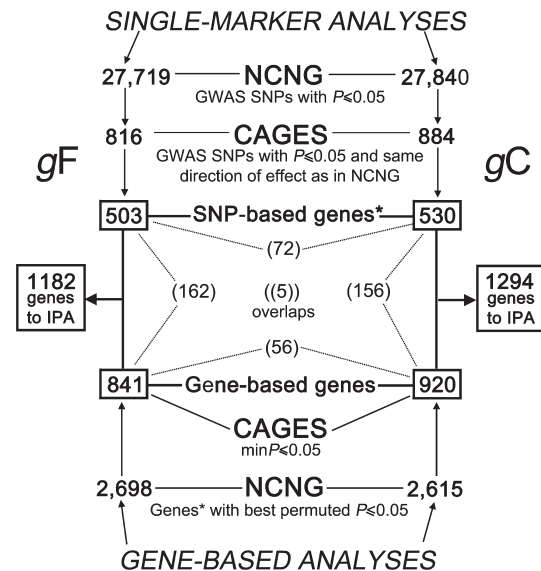 SINGLE-MARKER ANALYSES
27,719 NCNG 27,840
GWAS SNPs with P≤0.05
816 CAGES 884
GWAS SNPs with P≤0.05 and same
direction of effect as in NCNG
gF gC
503 SNP-based genes* 530
(72)
1182
genes
to IPA
(162) ((5)) (156)
overlaps
1294
genes
to IPA
(56)
841 Gene-based genes 920
CAGES
minP≤0.05
2,698 NCNG 2,615
Genes* with best permuted P≤0.05
GENE-BASED ANALYSES